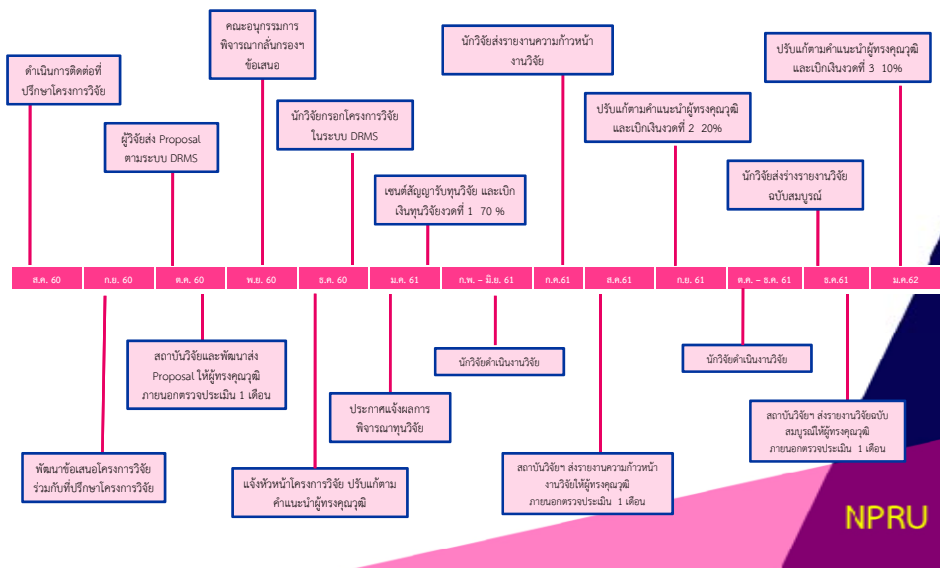 คณะอนุกรรมการ
พิจารณากลั่นกรองฯ
ข้อเสนอ
นักวิจัยส่งรายงานความก้าวหน้า
งานวิจัย
ปรับแก้ตามคำแนะนำผู้ทรงคุณวุฒิ
และเบิกเงินงวดที่ 3 10%
ดำเนินการติดต่อที่
ปรึกษาโครงการวิจัย
นักวิจัยกรอกโครงการวิจัย
ในระบบ DRMS
ปรับแก้ตามคำแนะนำผู้ทรงคุณวุฒิ
และเบิกเงินงวดที่ 2 20%
ผู้วิจัยส่ง Proposal
ตามระบบ DRMS
เซนต์สัญญารับทุนวิจัย และเบิก
เงินทุนวิจัยงวดที่ 1 70 %
นักวิจัยส่งร่างรายงานวิจัย
ฉบับสมบูรณ์
ส.ค. 60 ก.ย. 60 ต.ค. 60 พ.ย. 60 ธ.ค. 60 ม.ค. 61 ก.พ. – มิ.ย. 61 ก.ค.61 ส.ค.61 ก.ย. 61 ต.ค. – ธ.ค. 61 ธ.ค.61 ม.ค.62
สถาบันวิจัยและพัฒนาส่ง
Proposal ให้ผู้ทรงคุณวุฒิ
ภายนอกตรวจประเมิน 1 เดือน
นักวิจัยดำเนินงานวิจัย
นักวิจัยดำเนินงานวิจัย
ประกาศแจ้งผลการ
พิจารณาทุนวิจัย
สถาบันวิจัยฯ ส่งรายงานวิจัยฉบับ
สมบูรณ์ให้ผู้ทรงคุณวุฒิ
ภายนอกตรวจประเมิน 1 เดือน
พัฒนาข้อเสนอโครงการวิจัย
ร่วมกับที่ปรึกษาโครงการวิจัย
แจ้งหัวหน้าโครงการวิจัย ปรับแก้ตาม
คำแนะนำผู้ทรงคุณวุฒิ
สถาบันวิจัยฯ ส่งรายงานความก้าวหน้า
งานวิจัยให้ผู้ทรงคุณวุฒิ
ภายนอกตรวจประเมิน 1 เดือน
NPRU